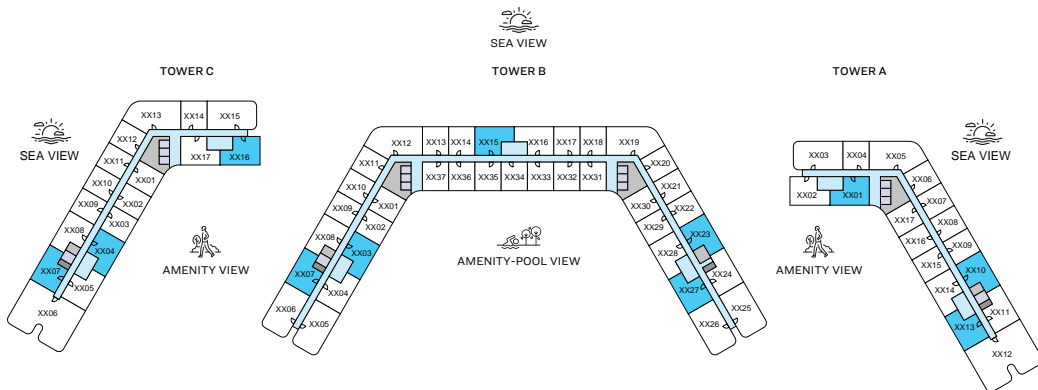 SEA VIEW
TOWER C
TOWER B
TOWER A
SEA VIEW
SEA VIEW
AMENITY VIEW
AMENITY-POOL VIEW
AMENITY VIEW
XX13
XX14
XX15
XX12
XX11
XX10
XX09
XX08
XX07
XX06
XX05
XX04
XX03
XX02
XX01
XX17
XX16
XX12
XX13
XX14
XX15
XX16
XX17
XX18
XX19
XX11
XX10
XX09
XX08
XX07
XX06
XX05
XX04
XX03
XX02
XX01
XX37
XX36
XX35
XX34
XX33
XX32
XX31
XX20
XX21
XX22
XX23
XX24
XX25
XX26
XX27
XX28
XX29
XX30
XX03
XX04
XX05
XX02
XX01
XX06
XX07
XX08
XX09
XX10
XX11
XX12
XX13
XX14
XX15
XX16
XX17